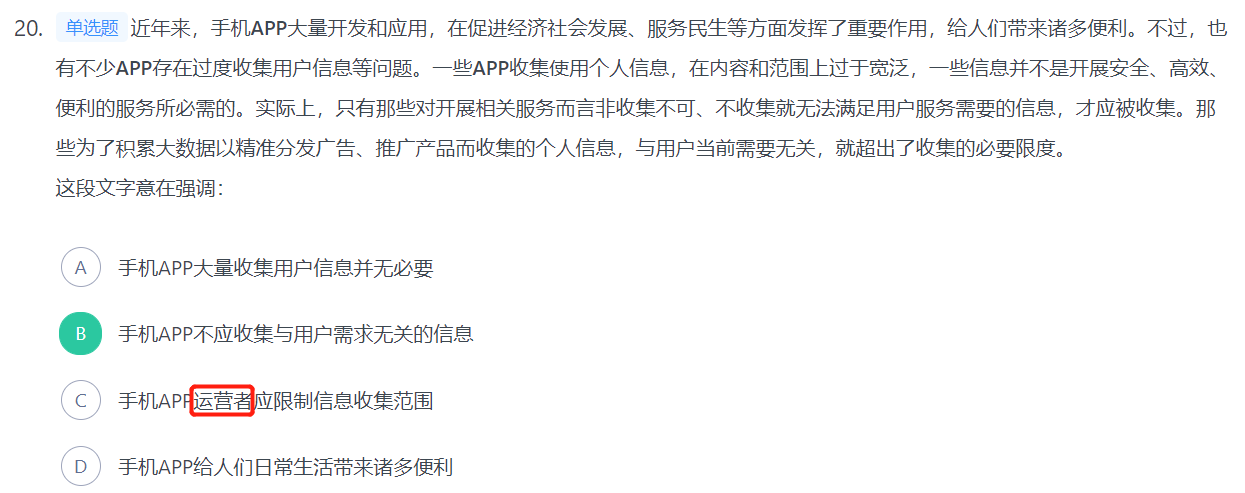 20. 单选题 近年来，手机APP大量开发和应用，在促进经济社会发展、服务民生等方面发挥了重要作用，给人们带来诸多便利。不过，也
有不少APP存在过度收集用户信息等问题。一些APP收集使用个人信息，在内容和范围上过于宽泛，一些信息并不是开展安全、高效、
便利的服务所必需的。实际上，只有那些对开展相关服务而言非收集不可、不收集就无法满足用户服务需要的信息，才应被收集。那
些为了积累大数据以精准分发广告、推广产品而收集的个人信息，与用户当前需要无关，就超出了收集的必要限度。
这段文字意在强调：
A 手机APP大量收集用户信息并无必要
B 手机APP不应收集与用户需求无关的信息
C 手机APP运营者应限制信息收集范围
D 手机APP给人们日常生活带来诸多便利